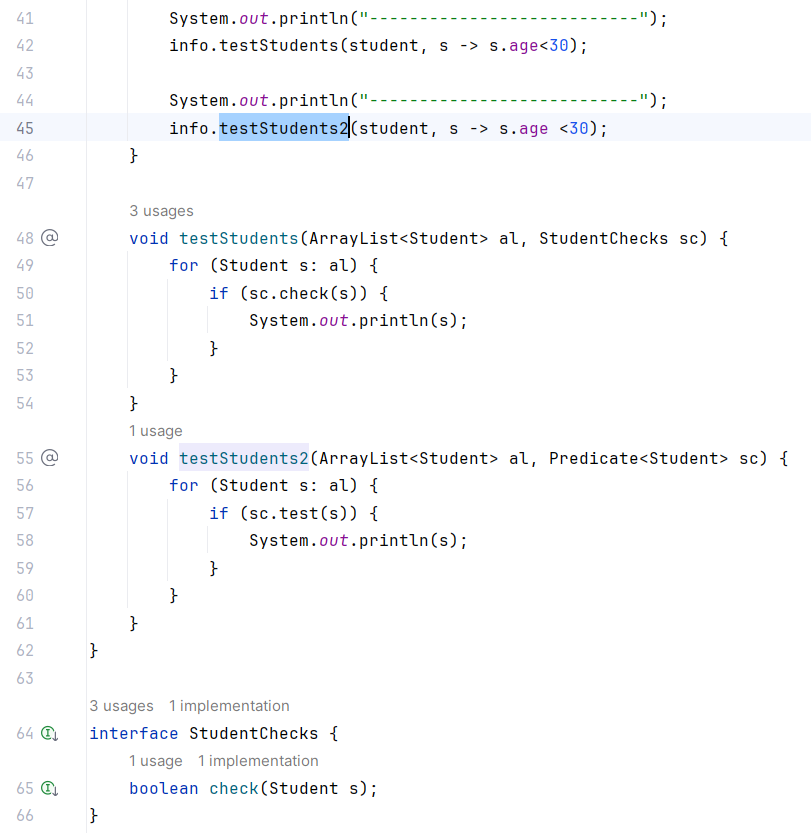 41 System.out.println("---------------------------");
42 info.testStudents(student, s -> s.age<30);
43
44 System.out.println("---------------------------");
45 info.testStudents2(student, s -> s.age <30);
46 }
47
3 usages
48 @ void testStudents(ArrayList<Student> al, StudentChecks sc) {
49 for (Student s: al) {
50 if (sc.check(s)) {
51 System.out.println(s);
52 }
53 }
54 }
1 usage
55 @ void testStudents2(ArrayList<Student> al, Predicate<Student> sc) {
56 for (Student s: al) {
57 if (sc.test(s)) {
58 System.out.println(s);
59 }
60 }
61 }
62 }
63
3 usages 1 implementation
64 interface StudentChecks {
1 usage 1 implementation
65 boolean check(Student s);
66 }